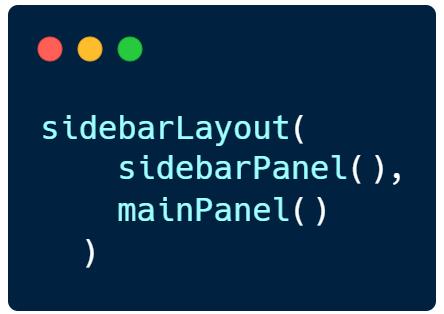 sidebarLayout(
    sidebarPanel(),
    mainPanel()
  )